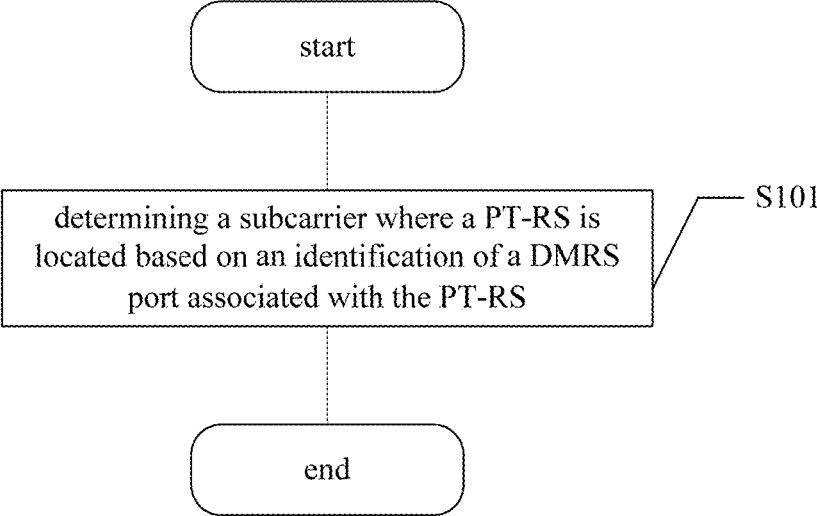 start
determining a subcarrier where a PT-RS is
located based on an identification of a DMRS
port associated with the PT-RS
S101
end